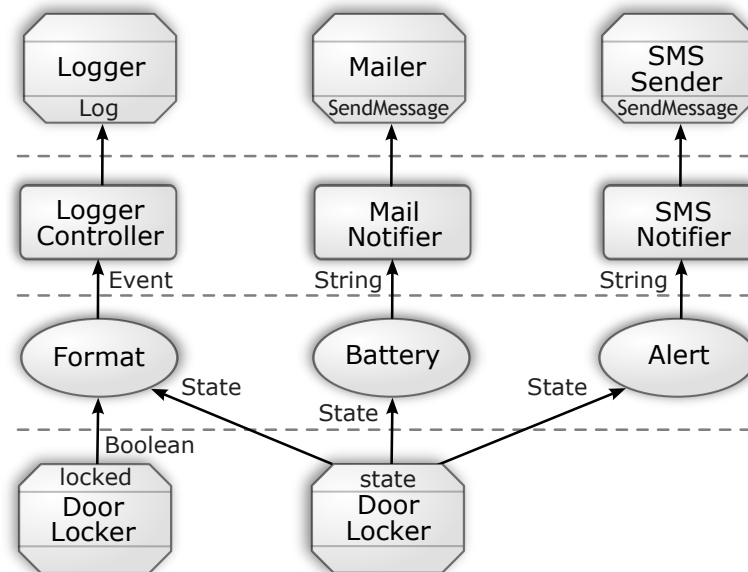 Logger
Log
Mailer
SendMessage
SMS
Sender
SendMessage
Logger
Controller
Mail
Notifier
SMS
Notifier
Event
String
String
Format
Battery
Alert
State
State
State
Boolean
locked
Door
Locker
state
Door
Locker